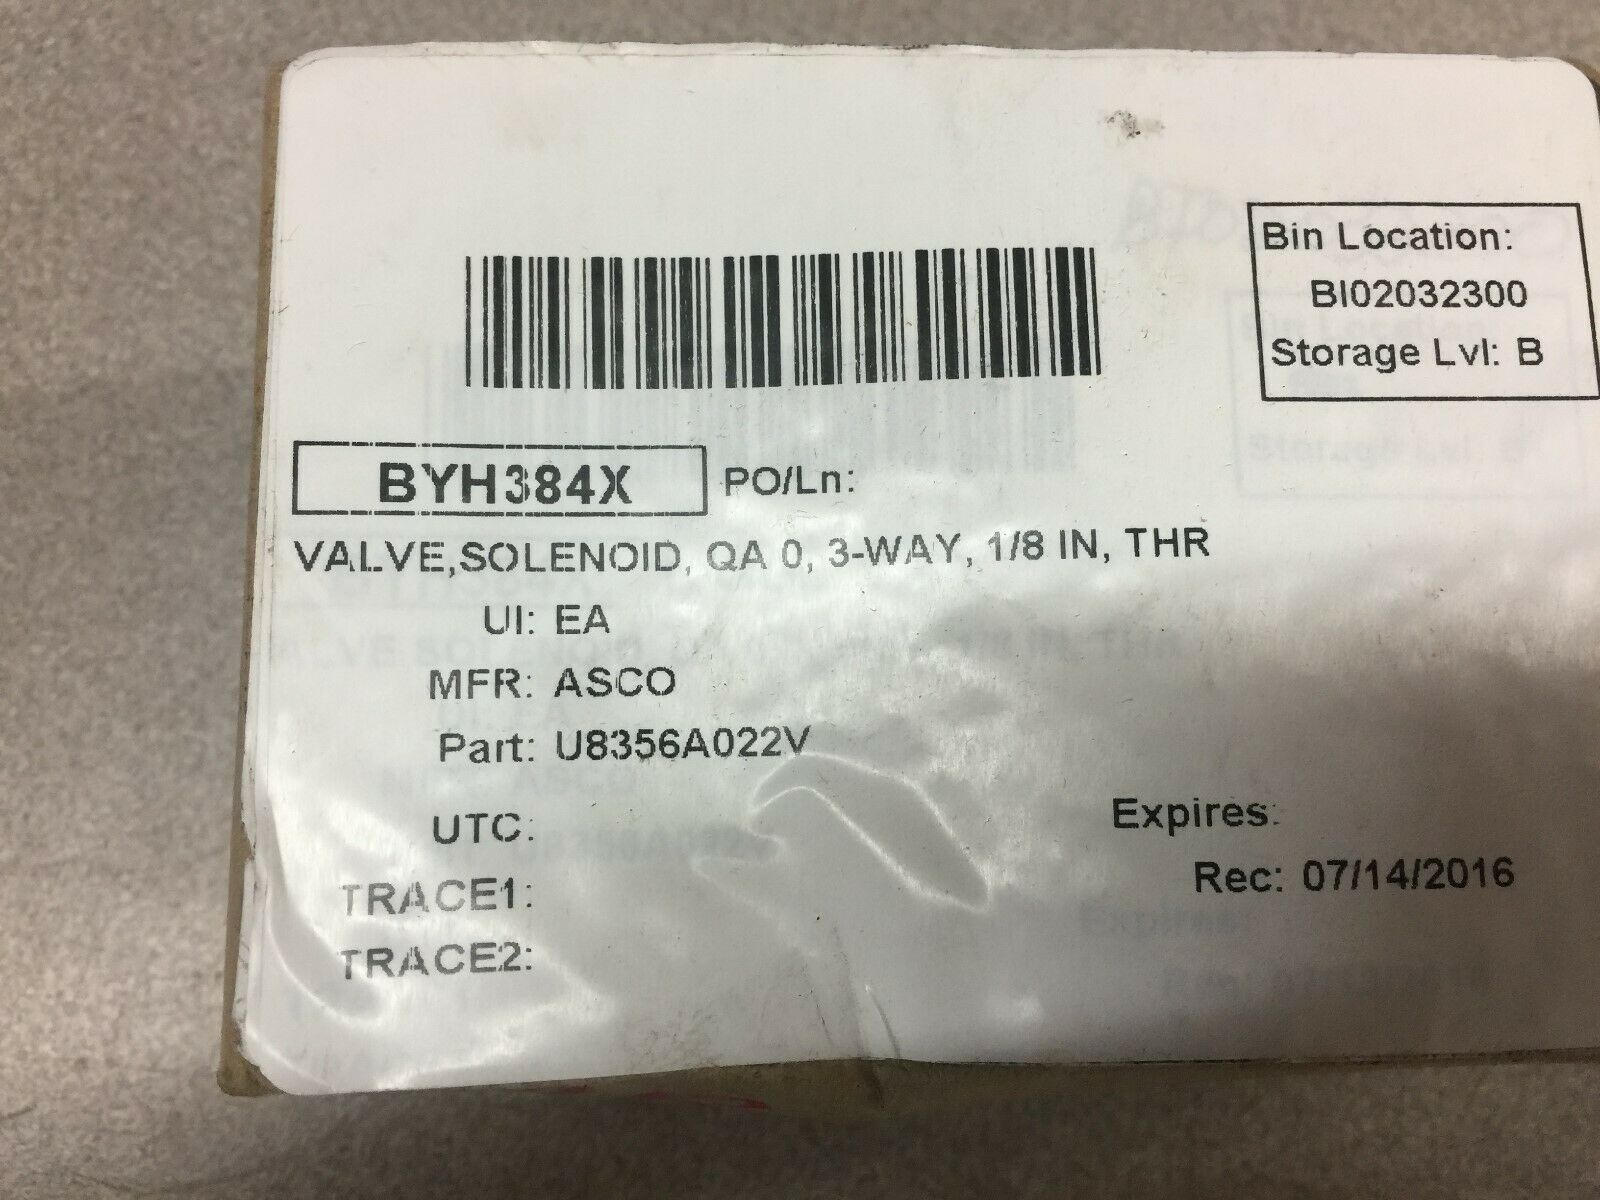 Bin Location:
BI02032300
Storage Lvl: B
BYH384X PO/Ln:
VALVE,SOLENOID, QA 0, 3-WAY, 1/8 IN, THR
UI: EA
MFR: ASCO
Part: U8356A022V
UTC:
Expires:
Rec: 07/14/2016
TRACE1:
TRACE2: